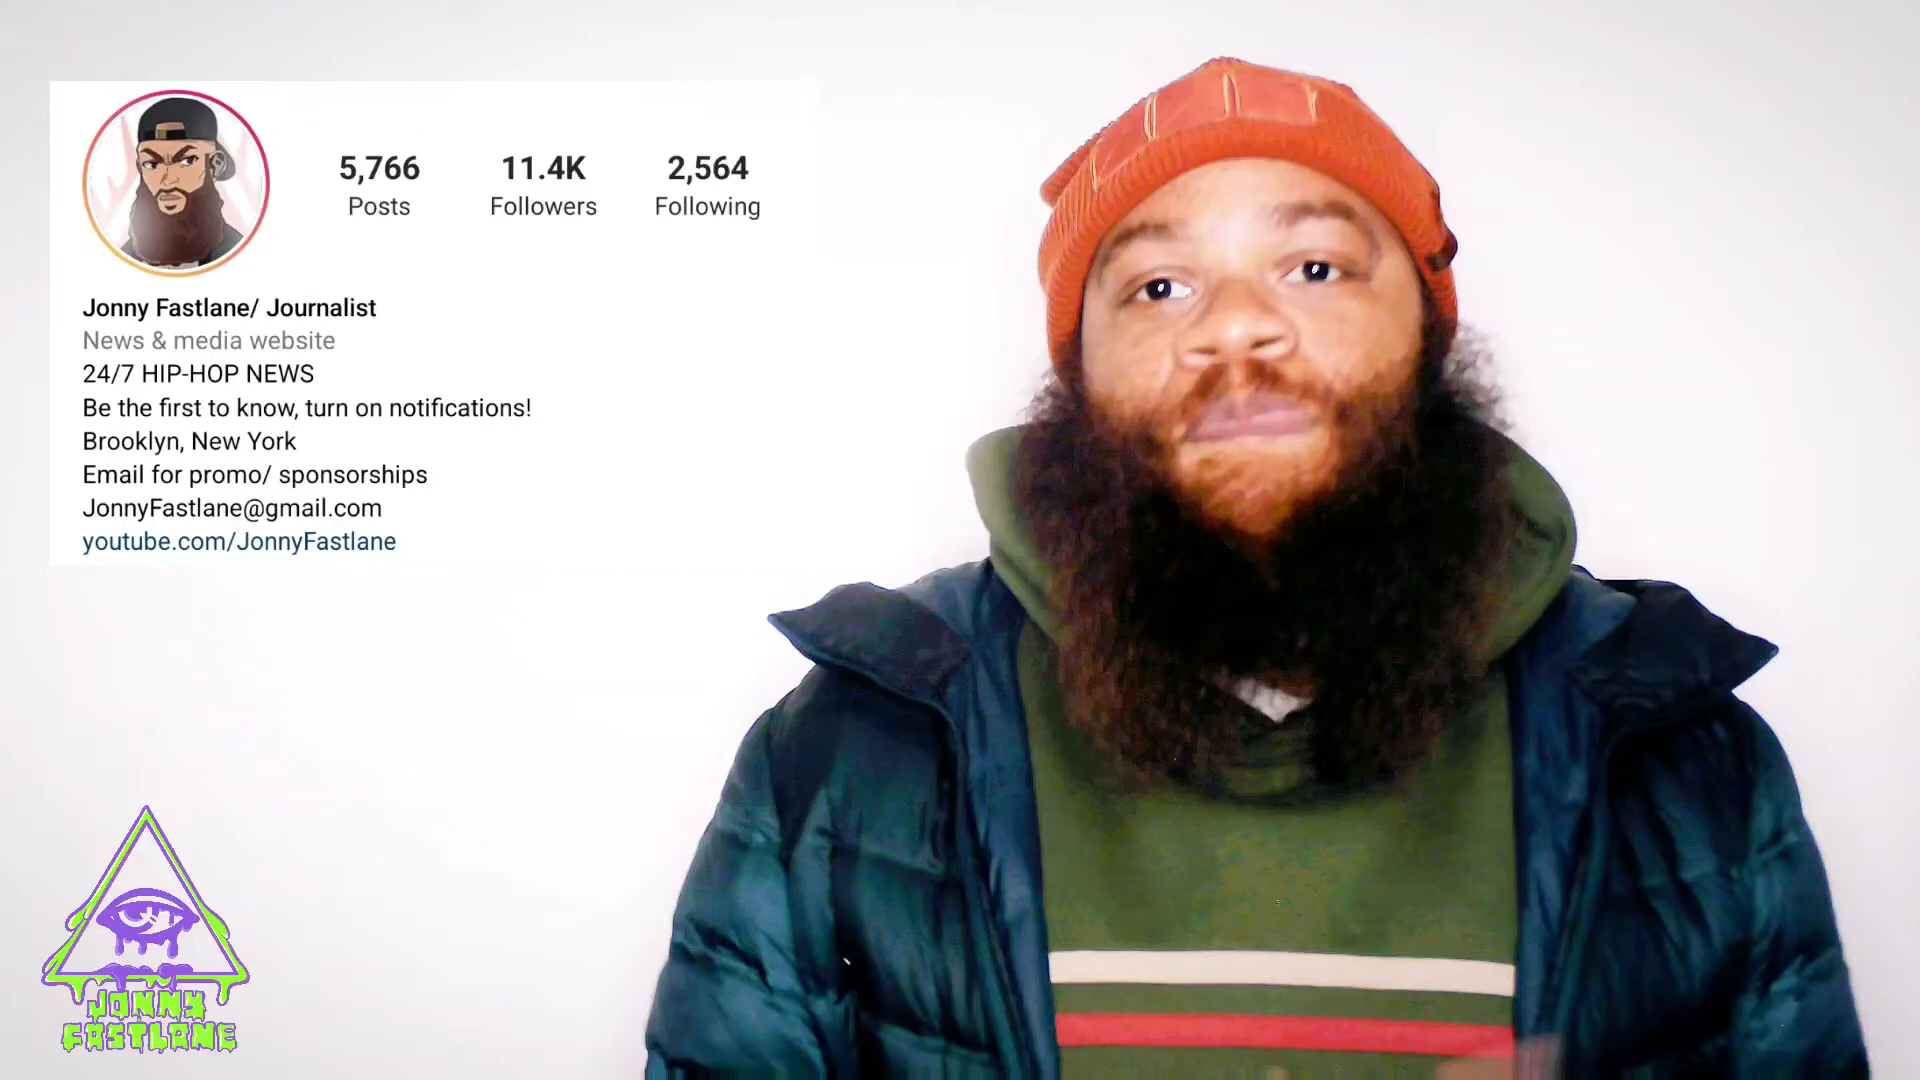 5,766 11.4K 2,564
Posts Followers Following
Jonny Fastlane/ Journalist
News & media website
24/7 HIP-HOP NEWS
Be the first to know, turn on notifications!
Brooklyn, New York
Email for promo/ sponsorships
JonnyFastlane@gmail.com
youtube.com/JonnyFastlane
JONNY
FASTLANE